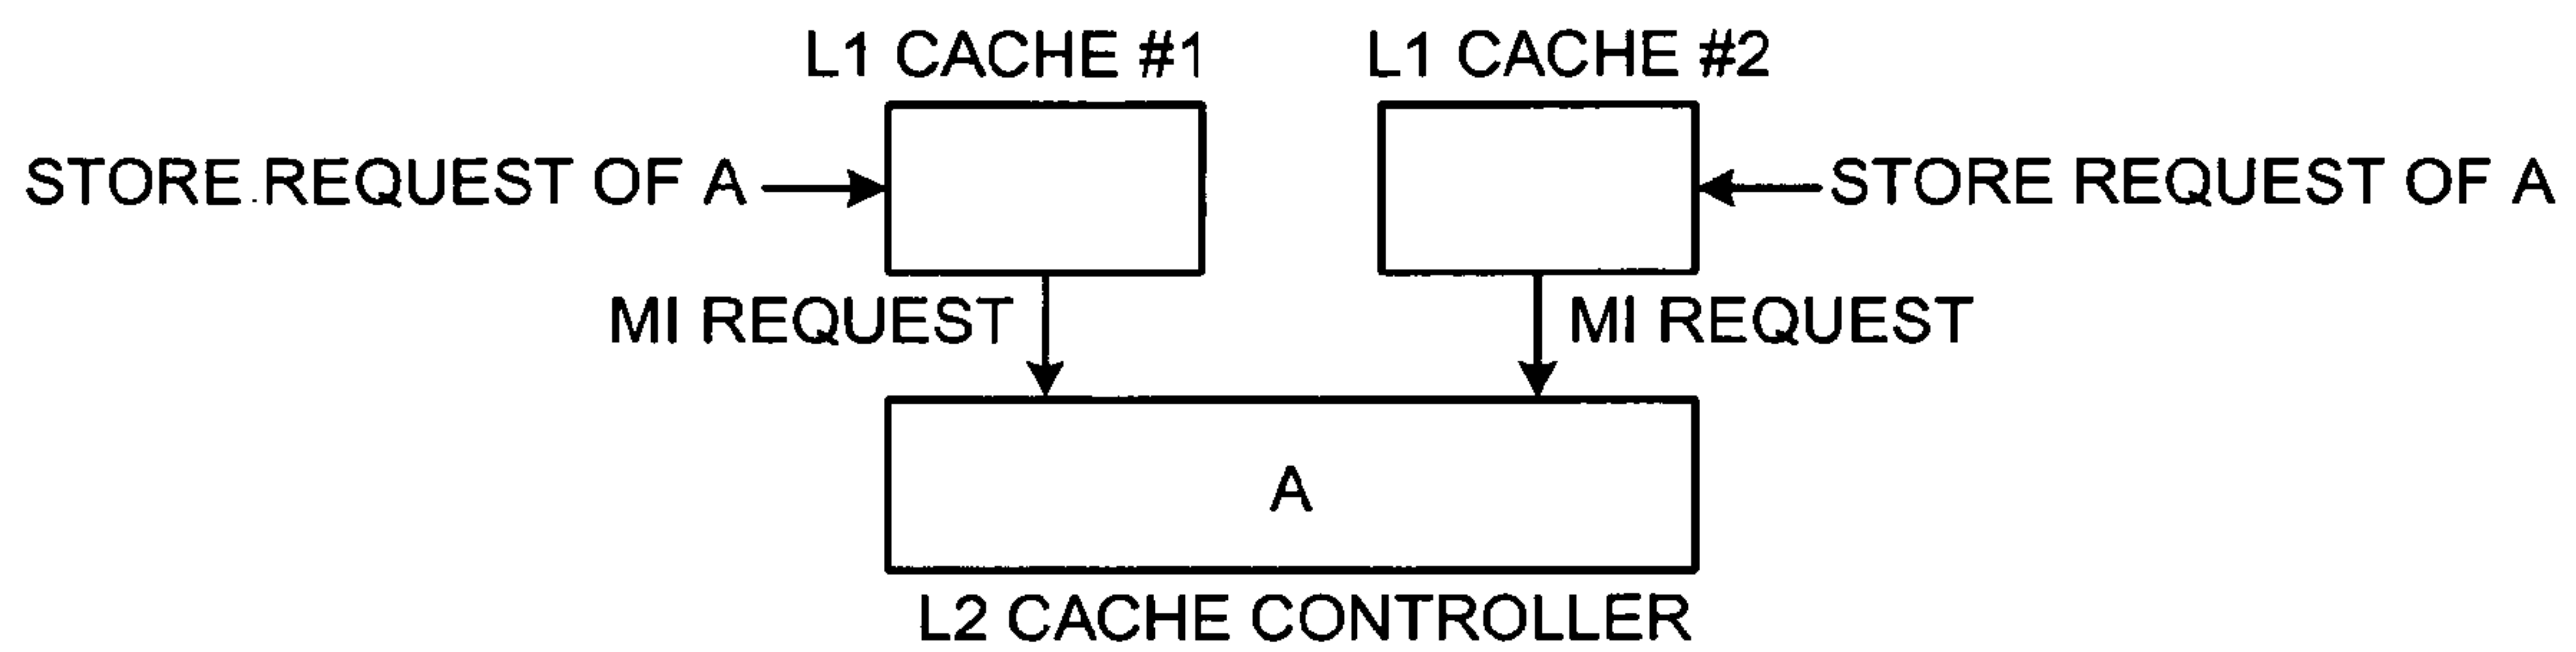 L1 CACHE #1
L1 CACHE #2
STORE REQUEST OF A
STORE REQUEST OF A
MI REQUEST
MI REQUEST
A
L2 CACHE CONTROLLER